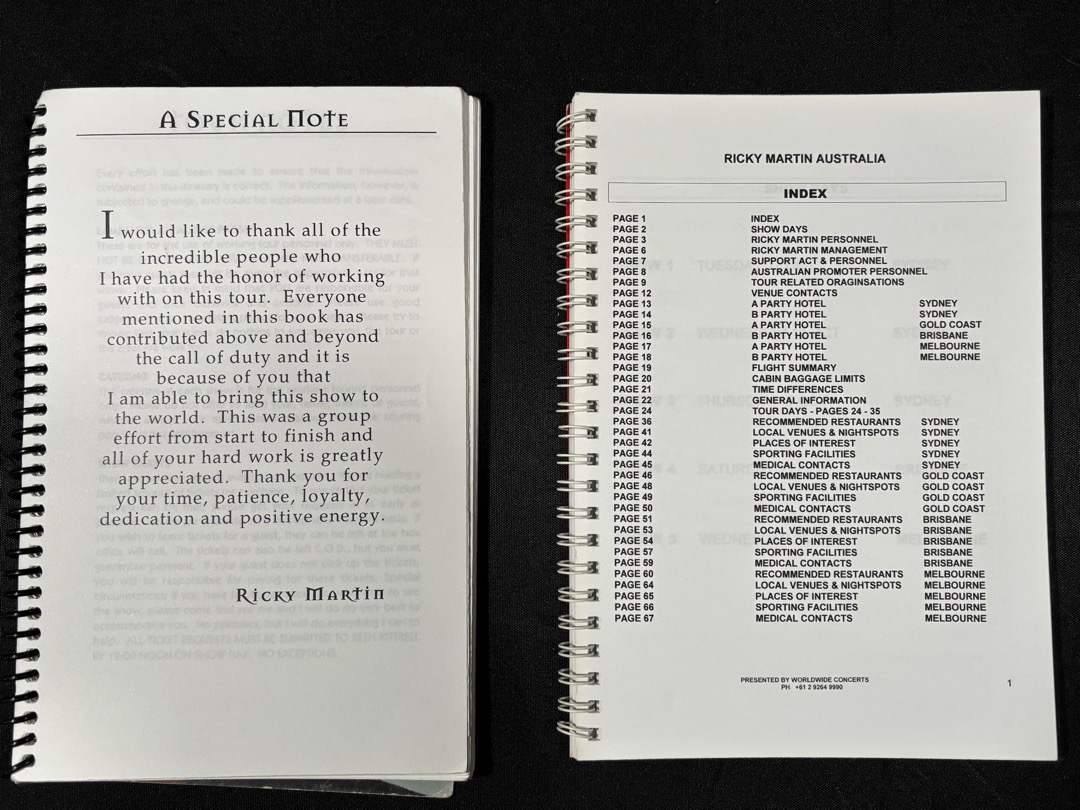 A Special Note
I would like to thank all of the
incredible people who
I have had the honor of working
with on this tour. Everyone
mentioned in this book has
contributed above and beyond
the call of duty and it is
because of you that
I am able to bring this show to
the world. This was a group
effort from start to finish and
all of your hard work is greatly
appreciated. Thank you for
your time, patience, loyalty,
dedication and positive energy.
Ricky Martin
RICKY MARTIN AUSTRALIA
INDEX
PAGE 1 INDEX
PAGE 2 SHOW DAYS
PAGE 3 RICKY MARTIN PERSONNEL
PAGE 6 RICKY MARTIN MANAGEMENT
PAGE 7 SUPPORT ACT & PERSONNEL
PAGE 8 AUSTRALIAN PROMOTER PERSONNEL
PAGE 9 TOUR RELATED ORAGINSATIONS
PAGE 12 VENUE CONTACTS
PAGE 13 A PARTY HOTEL SYDNEY
PAGE 14 B PARTY HOTEL SYDNEY
PAGE 15 A PARTY HOTEL GOLD COAST
PAGE 16 B PARTY HOTEL BRISBANE
PAGE 17 A PARTY HOTEL MELBOURNE
PAGE 18 B PARTY HOTEL MELBOURNE
PAGE 19 FLIGHT SUMMARY
PAGE 20 CABIN BAGGAGE LIMITS
PAGE 21 TIME DIFFERENCES
PAGE 22 GENERAL INFORMATION
PAGE 24 TOUR DAYS - PAGES 24 - 35
PAGE 36 RECOMMENDED RESTAURANTS SYDNEY
PAGE 41 LOCAL VENUES & NIGHTSPOTS SYDNEY
PAGE 42 PLACES OF INTEREST SYDNEY
PAGE 44 SPORTING FACILITIES SYDNEY
PAGE 45 MEDICAL CONTACTS SYDNEY
PAGE 46 RECOMMENDED RESTAURANTS GOLD COAST
PAGE 48 LOCAL VENUES & NIGHTSPOTS GOLD COAST
PAGE 49 SPORTING FACILITIES GOLD COAST
PAGE 50 MEDICAL CONTACTS GOLD COAST
PAGE 51 RECOMMENDED RESTAURANTS BRISBANE
PAGE 53 LOCAL VENUES & NIGHTSPOTS BRISBANE
PAGE 54 PLACES OF INTEREST BRISBANE
PAGE 57 SPORTING FACILITIES BRISBANE
PAGE 59 MEDICAL CONTACTS BRISBANE
PAGE 60 RECOMMENDED RESTAURANTS MELBOURNE
PAGE 64 LOCAL VENUES & NIGHTSPOTS MELBOURNE
PAGE 65 PLACES OF INTEREST MELBOURNE
PAGE 66 SPORTING FACILITIES MELBOURNE
PAGE 67 MEDICAL CONTACTS MELBOURNE
PRESENTED BY WORLDWIDE CONCERTS
PH +61 2 9264 9990
1